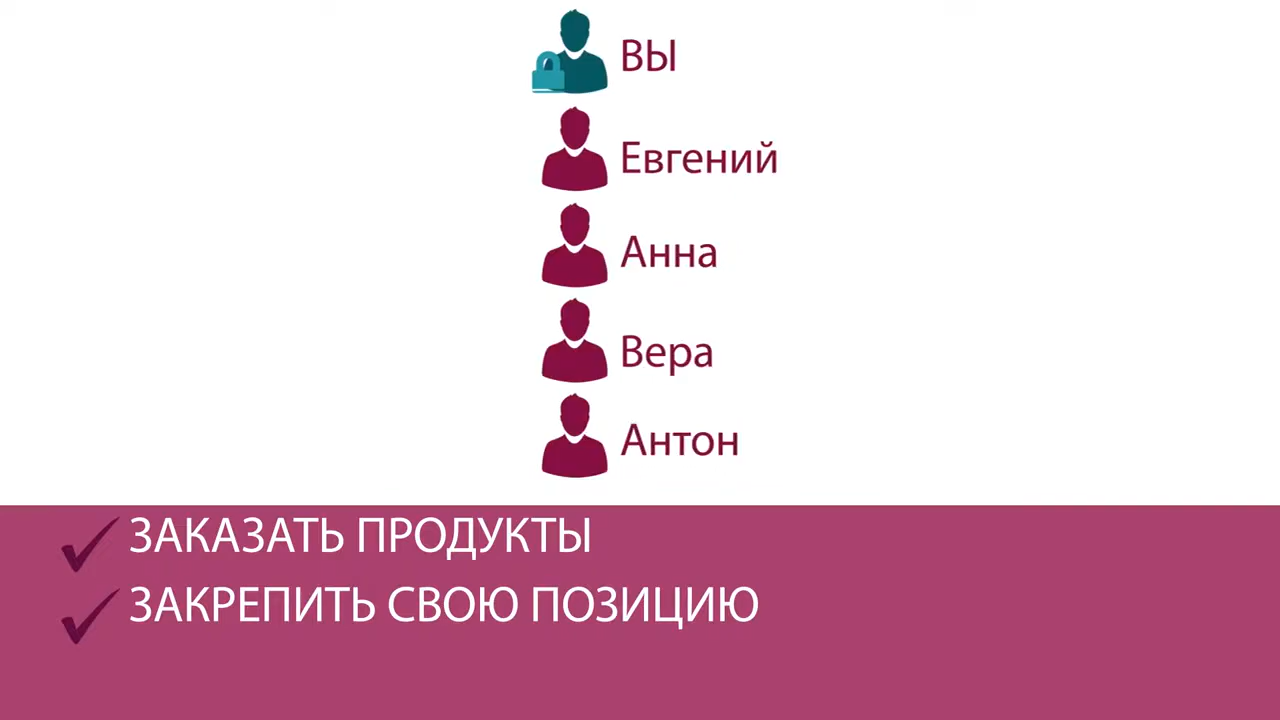 ВЫ
Евгений
Анна
Вера
Антон
ЗАКАЗАТЬ ПРОДУКТЫ
ЗАКРЕПИТЬ СВОЮ ПОЗИЦИЮ